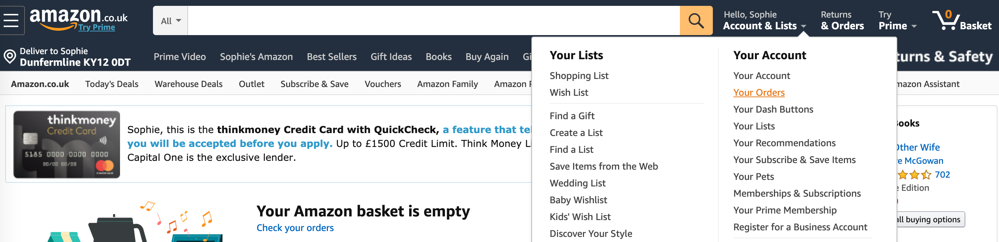 amazon.co.uk
Try Prime
All
Hello, Sophie
Account & Lists
Returns
& Orders
Try
Prime
0
Basket
Deliver to Sophie
Dunfermline KY12 0DT
Prime Video
Sophie's Amazon
Best Sellers
Gift Ideas
Books
Buy Again
Gi
turns & Safety
Amazon.co.uk
Today's Deals
Warehouse Deals
Outlet
Subscribe & Save
Vouchers
Amazon Family
Amazon
mazon Assistant
thinkmoney
Credit Card
5185 0000 0000 0000
00/00 00/00
Sophie, this is the thinkmoney Credit Card with QuickCheck, a feature that te
you will be accepted before you apply. Up to £1500 Credit Limit. Think Money Li
Capital One is the exclusive lender.
Your Amazon basket is empty
Check your orders
Your Lists
Shopping List
Wish List
Find a Gift
Create a List
Find a List
Save Items from the Web
Wedding List
Baby Wishlist
Kids' Wish List
Discover Your Style
Your Account
Your Account
Your Orders
Your Dash Buttons
Your Lists
Your Recommendations
Your Subscribe & Save Items
Your Pets
Memberships & Subscriptions
Your Prime Membership
Register for a Business Account
Books
Other Wife
McGowan
702
Edition
all buying options